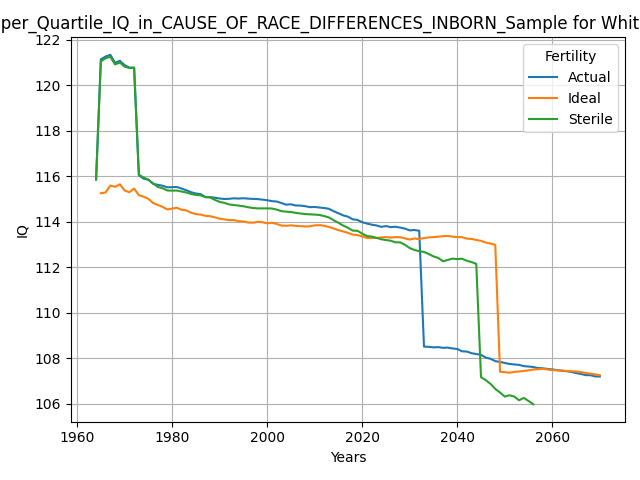 per_Quartile_IQ_in_CAUSE_OF_RACE_DIFFERENCES_INBORN_Sample for Whit
122
120
118
116
114
112
110
108
106
IQ
Fertility
Actual
Ideal
Sterile
1960
1980
2000
2020
2040
2060
Years